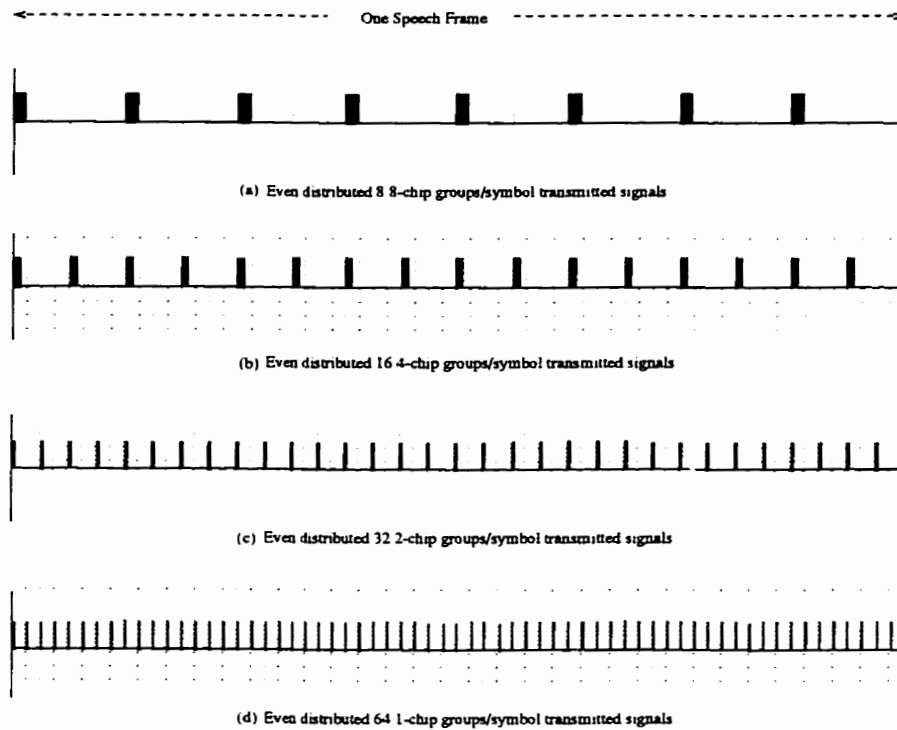 One Speech Frame
(a) Even distributed 8 8-chip groups/symbol transmitted signals
(b) Even distributed 16 4-chip groups/symbol transmitted signals
(c) Even distributed 32 2-chip groups/symbol transmitted signals
(d) Even distributed 64 1-chip groups/symbol transmitted signals